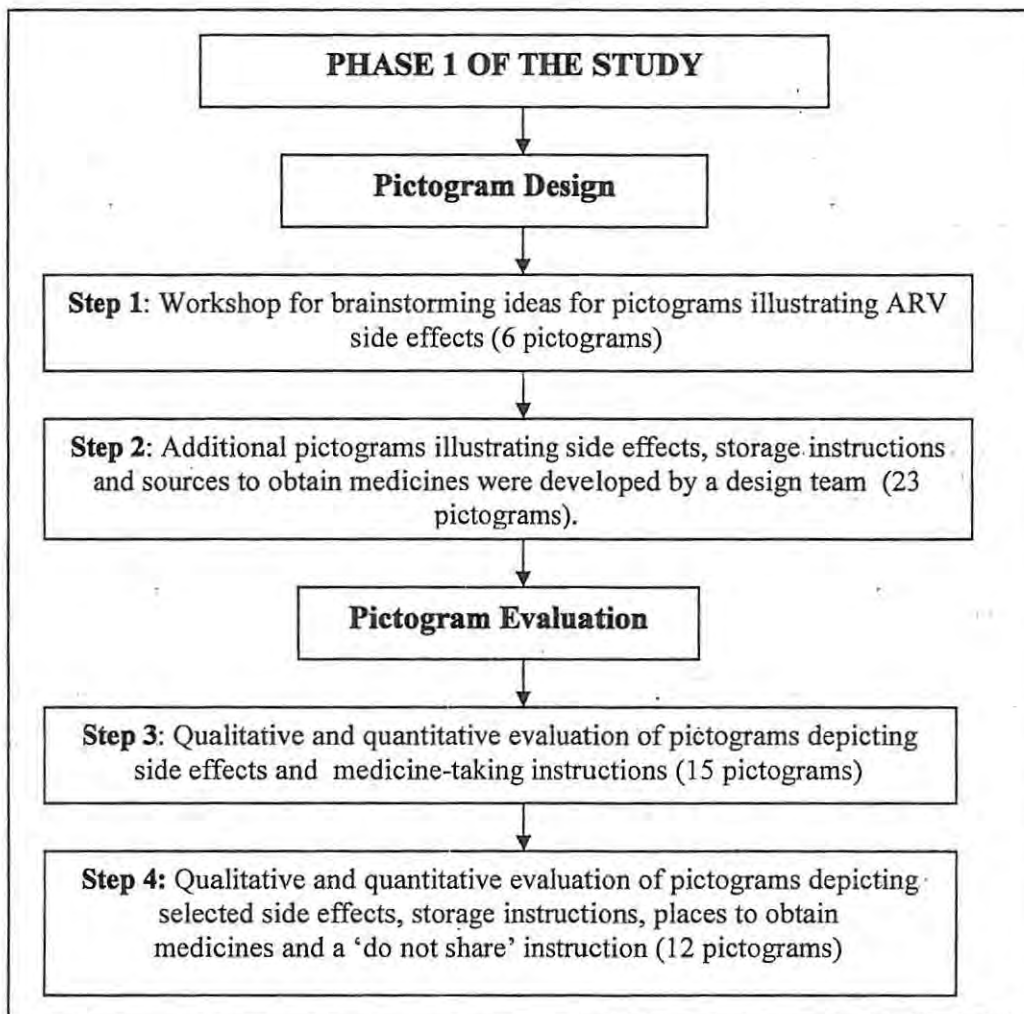 PHASE 1 OF THE STUDY
Pictogram Design
Step 1: Workshop for brainstorming ideas for pictograms illustrating ARV
side effects (6 pictograms)
Step 2: Additional pictograms illustrating side effects, storage instructions
and sources to obtain medicines were developed by a design team (23
pictograms).
Pictogram Evaluation
Step 3: Qualitative and quantitative evaluation of pictograms depicting
side effects and medicine-taking instructions (15 pictograms)
Step 4: Qualitative and quantitative evaluation of pictograms depicting
selected side effects, storage instructions, places to obtain
medicines and a ‘do not share’ instruction (12 pictograms)